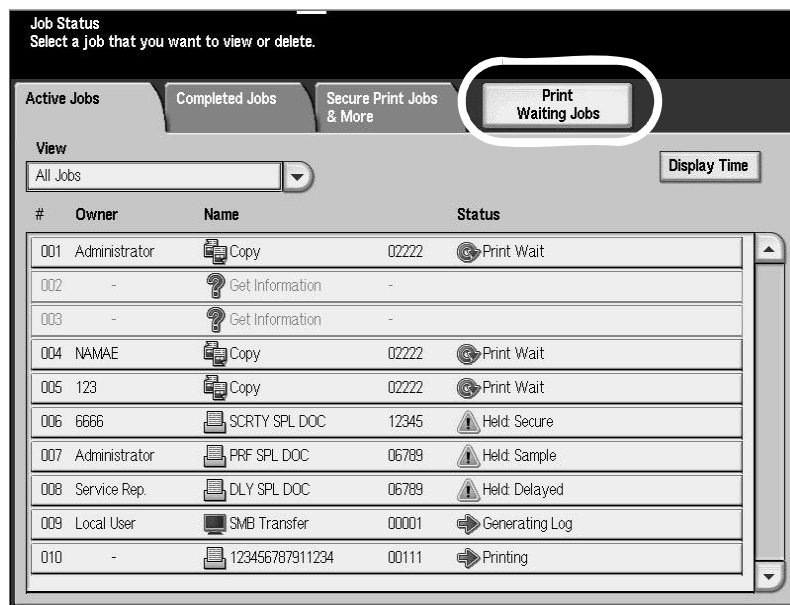 Job Status
Select a job that you want to view or delete.
Active Jobs Completed Jobs Secure Print Jobs & More Print Waiting Jobs
View
All Jobs Display Time
# Owner Name Status
001 Administrator Copy 02222 Print Wait
002 - Get Information -
003 - Get Information -
004 NAMAE Copy 02222 Print Wait
005 123 Copy 02222 Print Wait
006 6666 SCRTY SPL DOC 12345 Held: Secure
007 Administrator PRF SPL DOC 06789 Held: Sample
008 Service Rep. DLY SPL DOC 06789 Held: Delayed
009 Local User SMB Transfer 00001 Generating Log
010 - 123456787911234 00111 Printing